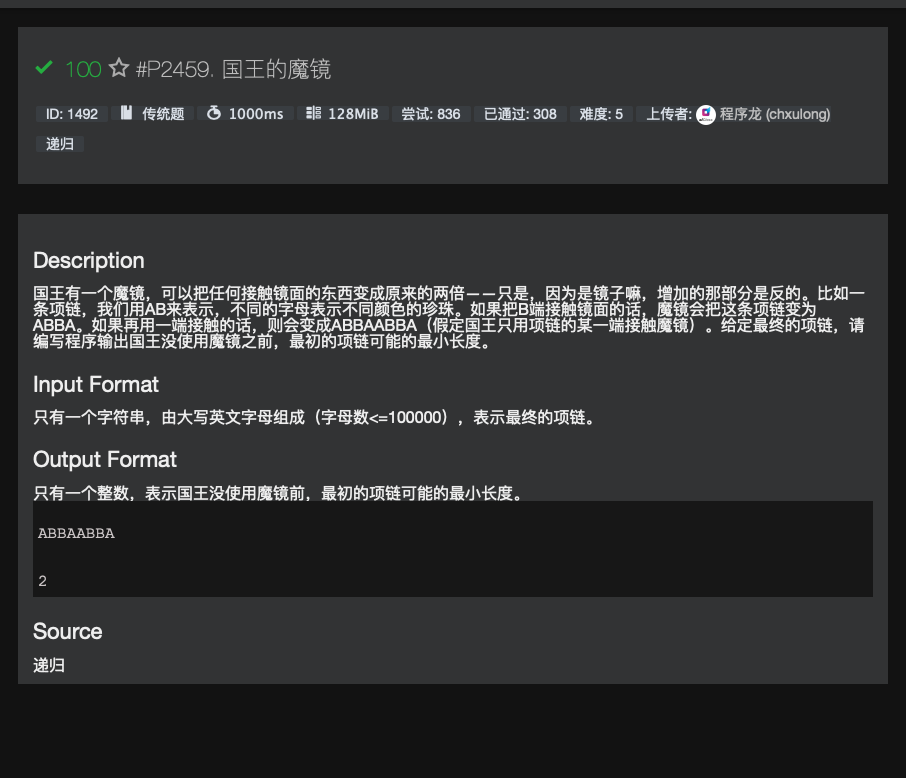 100 #P2459. 国王的魔镜
ID: 1492 传统题 1000ms 128MiB 尝试: 836 已通过: 308 难度: 5 上传者: 程序龙 (chxulong)
递归
Description
国王有一个魔镜，可以把任何接触镜面的东西变成原来的两倍——只是，因为是镜子嘛，增加的那部分是反的。比如一
条项链，我们用AB来表示，不同的字母表示不同颜色的珍珠。如果把B端接触镜面的话，魔镜会把这条项链变为
ABBA。如果再用一端接触的话，则会变成ABBAABBA（假定国王只用项链的某一端接触魔镜）。给定最终的项链，请
编写程序输出国王没使用魔镜之前，最初的项链可能的最小长度。
Input Format
只有一个字符串，由大写英文字母组成（字母数<=100000），表示最终的项链。
Output Format
只有一个整数，表示国王没使用魔镜前，最初的项链可能的最小长度。
ABBAABBA
2
Source
递归